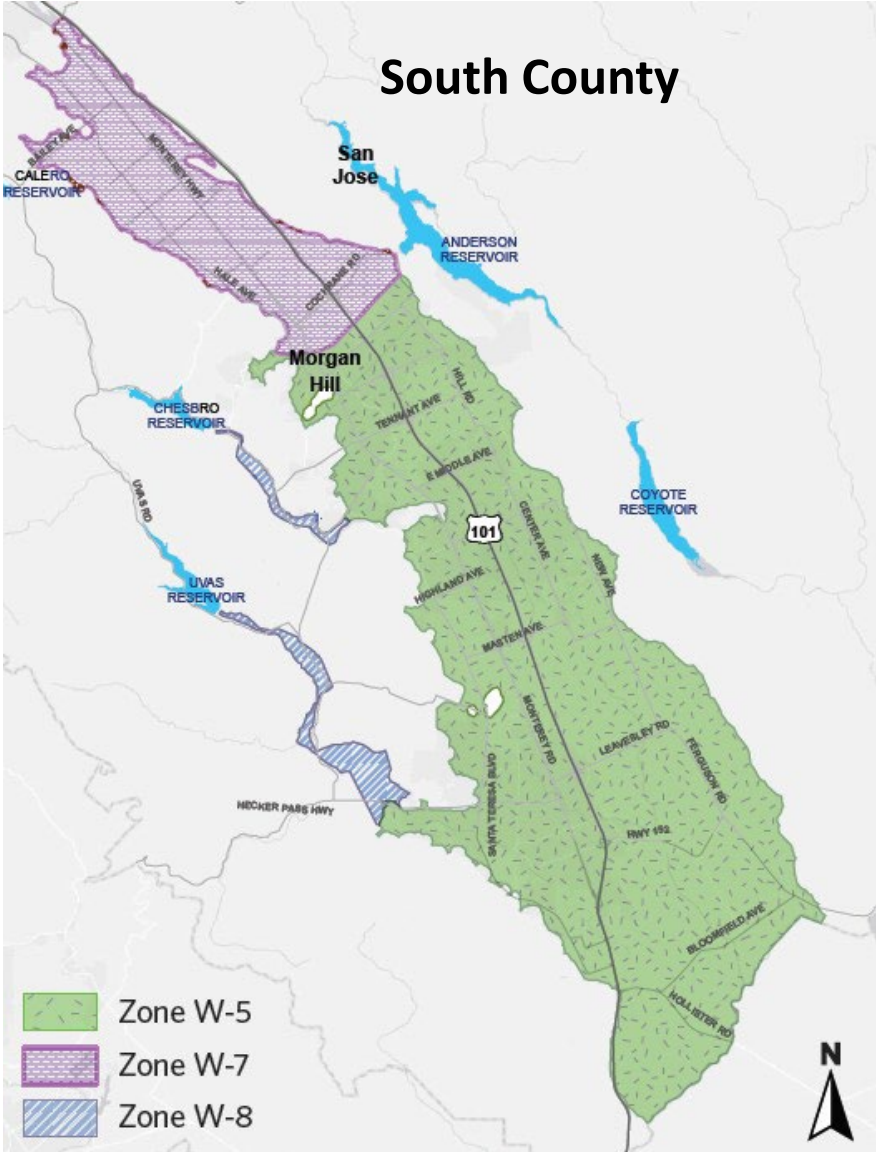 South County
BAILEY AVE
MONTEREY HWY
San
Jose
CALERO
RESERVOIR
ANDERSON
RESERVOIR
HALE AVE
COCHRANE RD
Morgan
Hill
HILL RD
CHESBRO
RESERVOIR
TENNANT AVE
E MIDDLE AVE
UVAS RD
COYOTE
RESERVOIR
101
CENTER AVE
NEW AVE
UVAS
RESERVOIR
HIGHLAND AVE
MASTEN AVE
MONTEREY RD
LEAVESLEY RD
FERGUSON RD
SANTA TERESA BLVD
HECKER PASS HWY
HWY 152
BLOOMFIELD AVE
HOLLISTER RD
Zone W-5
Zone W-7
Zone W-8
N